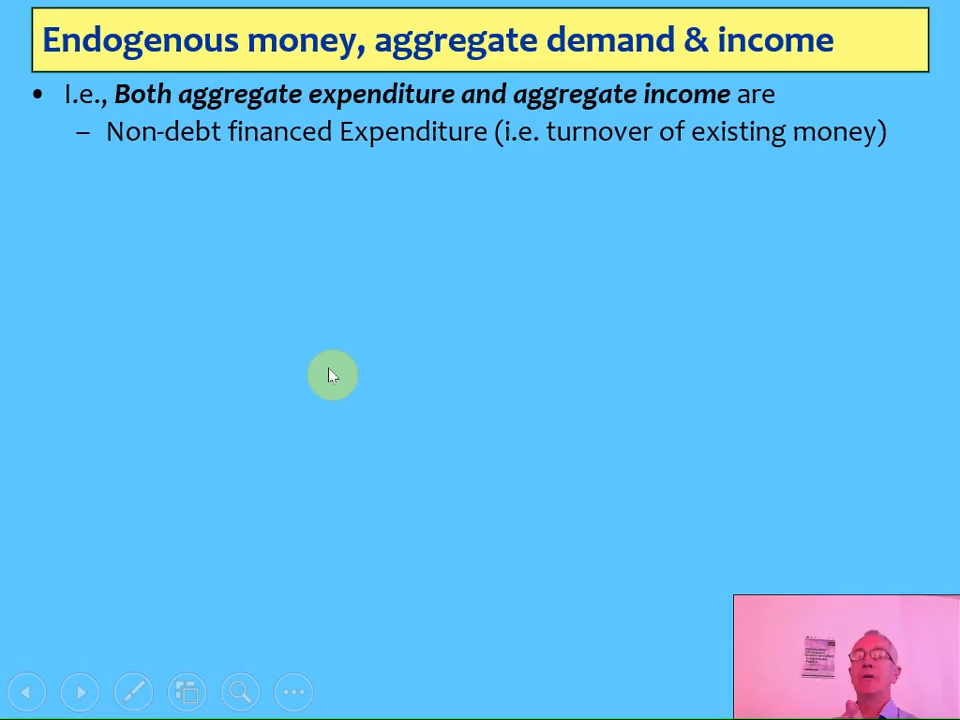 Endogenous money, aggregate demand & income
• I.e., Both aggregate expenditure and aggregate income are
– Non-debt financed Expenditure (i.e. turnover of existing money)